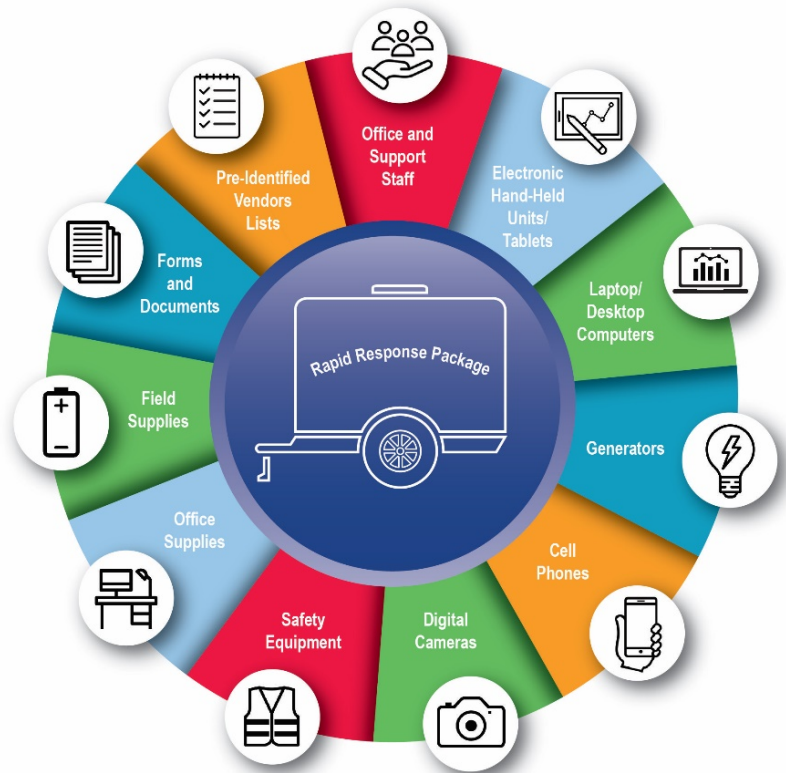 Office and
Support
Staff
Electronic
Hand-Held
Units/
Tablets
Laptop/
Desktop
Computers
Generators
Cell
Phones
Digital
Cameras
Safety
Equipment
Office
Supplies
Field
Supplies
Forms
and
Documents
Pre-Identified
Vendors
Lists
Rapid Response Package